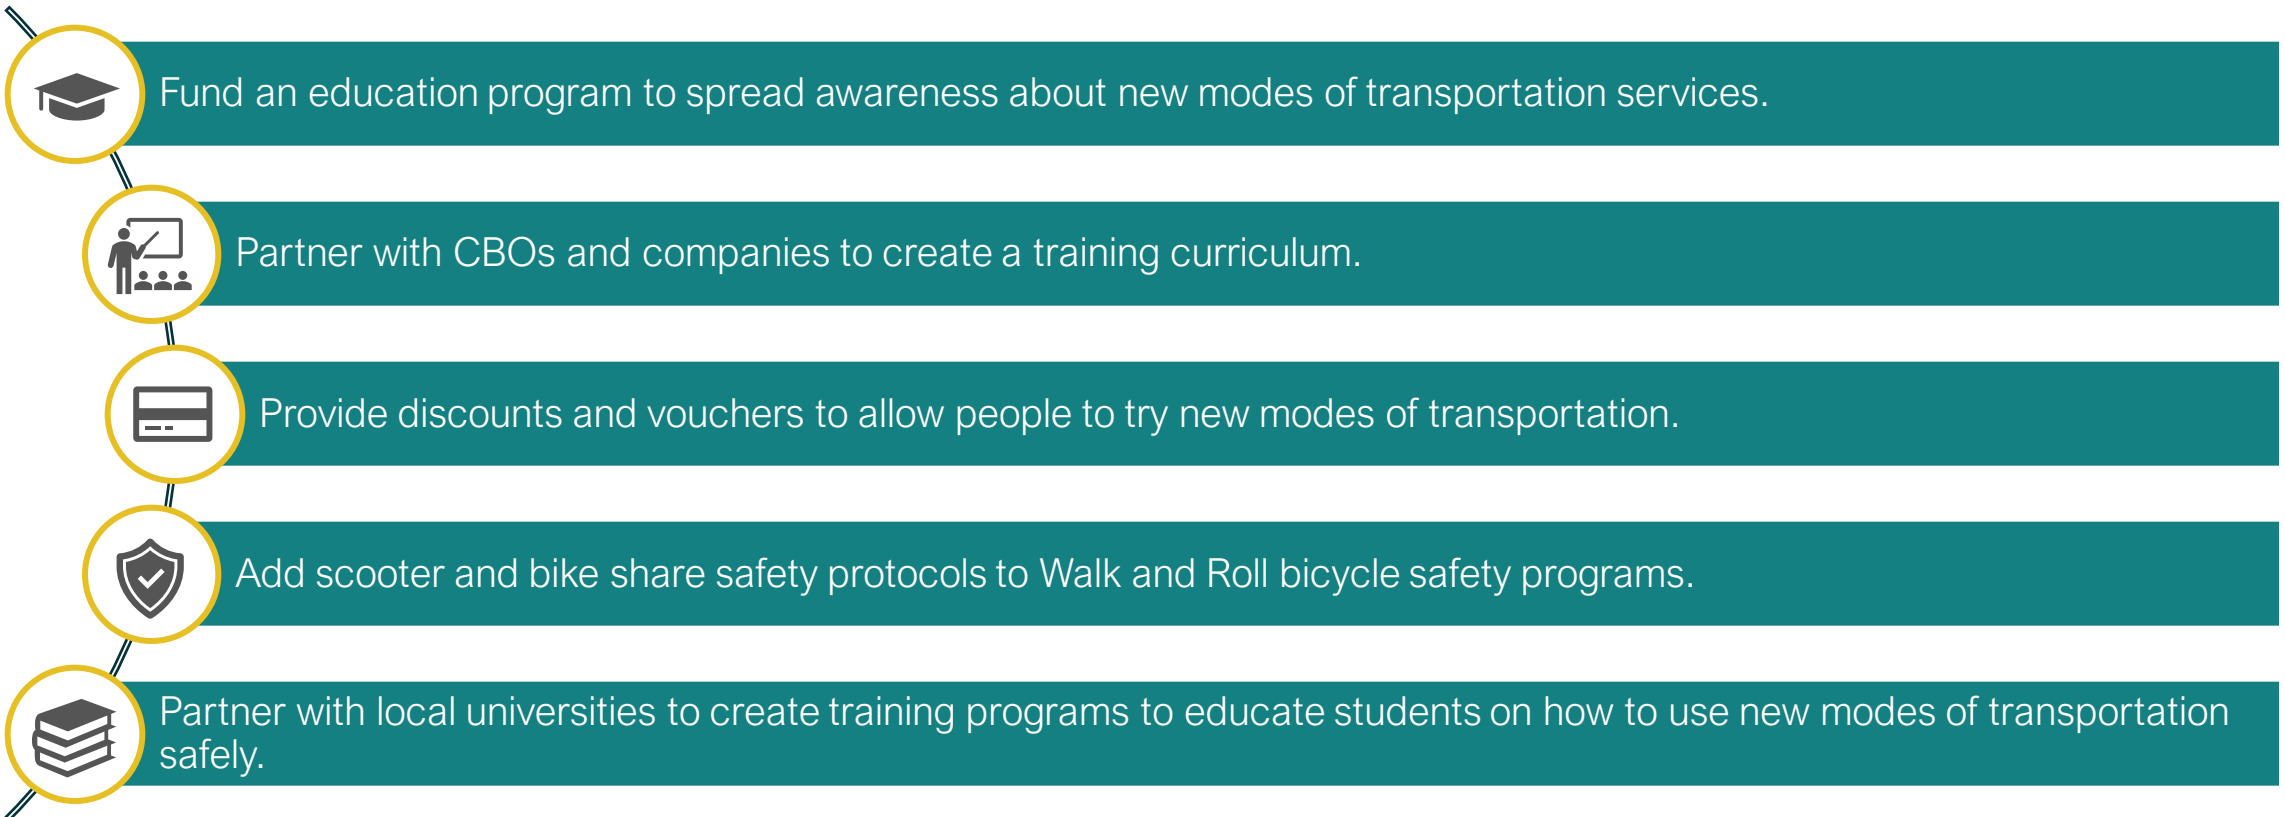 Fund an education program to spread awareness about new modes of transportation services.
Partner with CBOs and companies to create a training curriculum.
Provide discounts and vouchers to allow people to try new modes of transportation.
Add scooter and bike share safety protocols to Walk and Roll bicycle safety programs.
Partner with local universities to create training programs to educate students on how to use new modes of transportation
safely.